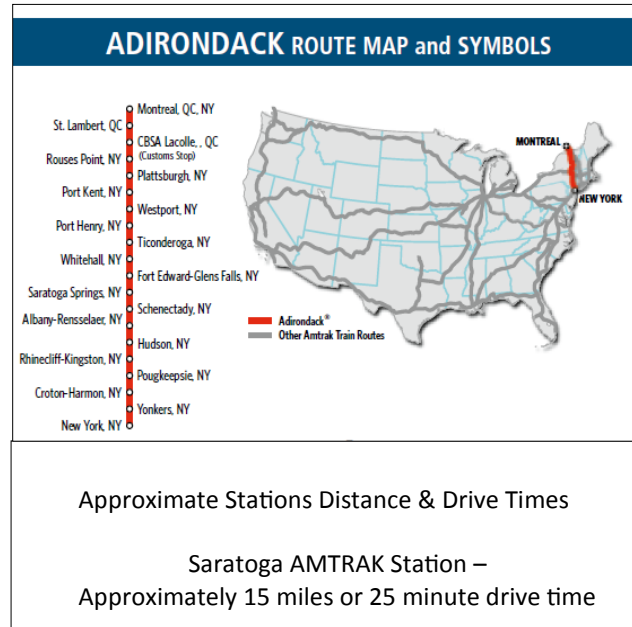 ADIRONDACK ROUTE MAP and SYMBOLS
Montreal, QC, NY
St. Lambert, QC
CBSA Lacolle, , QC
(Customs Stop)
Rouses Point, NY
Plattsburgh, NY
Port Kent, NY
Westport, NY
Port Henry, NY
Ticonderoga, NY
Whitehall, NY
Fort Edward-Glens Falls, NY
Saratoga Springs, NY
Schenectady, NY
Albany-Rensselaer, NY
Hudson, NY
Rhinecliff-Kingston, NY
Pougkeepsie, NY
Croton-Harmon, NY
Yonkers, NY
New York, NY
MONTREAL
NEW YORK
Adirondack®
Other Amtrak Train Routes
Approximate Stations Distance & Drive Times
Saratoga AMTRAK Station –
Approximately 15 miles or 25 minute drive time